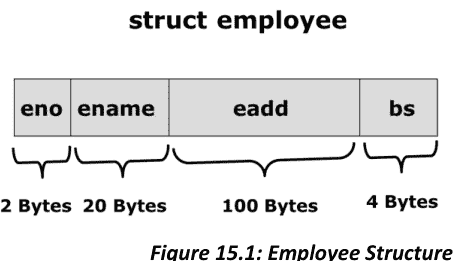 struct employee
eno ename eadd bs
2 Bytes 20 Bytes 100 Bytes 4 Bytes
Figure 15.1: Employee Structure